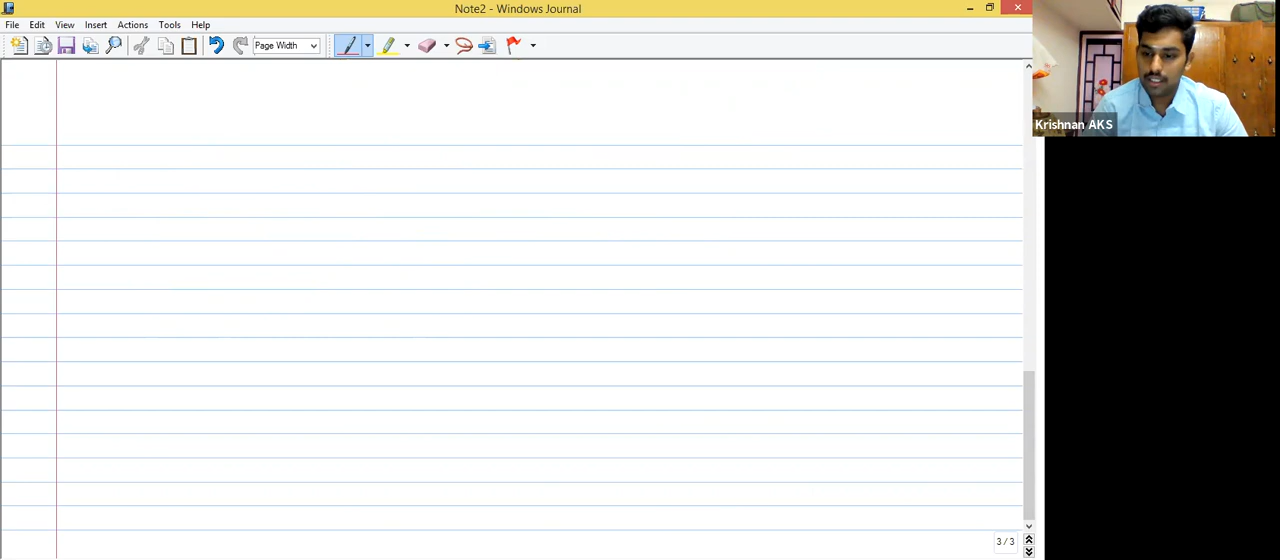 Note2 - Windows Journal
File Edit View Insert Actions Tools Help
Page Width
Krishnan AKS
3 / 3